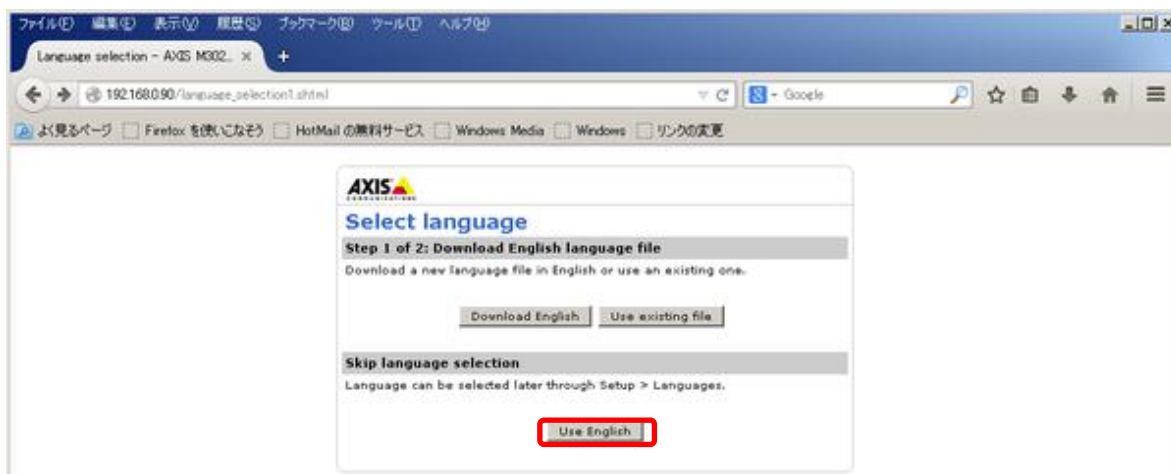 ファイル(F) 編集(E) 表示(V) 履歴(S) ブックマーク(B) ツール(T) ヘルプ(H)
Language selection - AXIS M302... × +
192.168.0.90/language_selection1.shtml Google
よく見るページ Firefox を使いこなそう HotMail の無料サービス Windows Media Windows リンクの変更
AXIS
COMMUNICATIONS
Select language
Step 1 of 2: Download English language file
Download a new language file in English or use an existing one.
Download English Use existing file
Skip language selection
Language can be selected later through Setup > Languages.
Use English